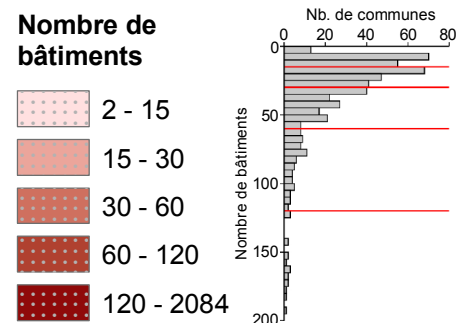 Nombre de
bâtiments
2 - 15
15 - 30
30 - 60
60 - 120
120 - 2084
Nb. de communes
0 20 40 60 80
Nombre de bâtiments
0
50
100
150
200